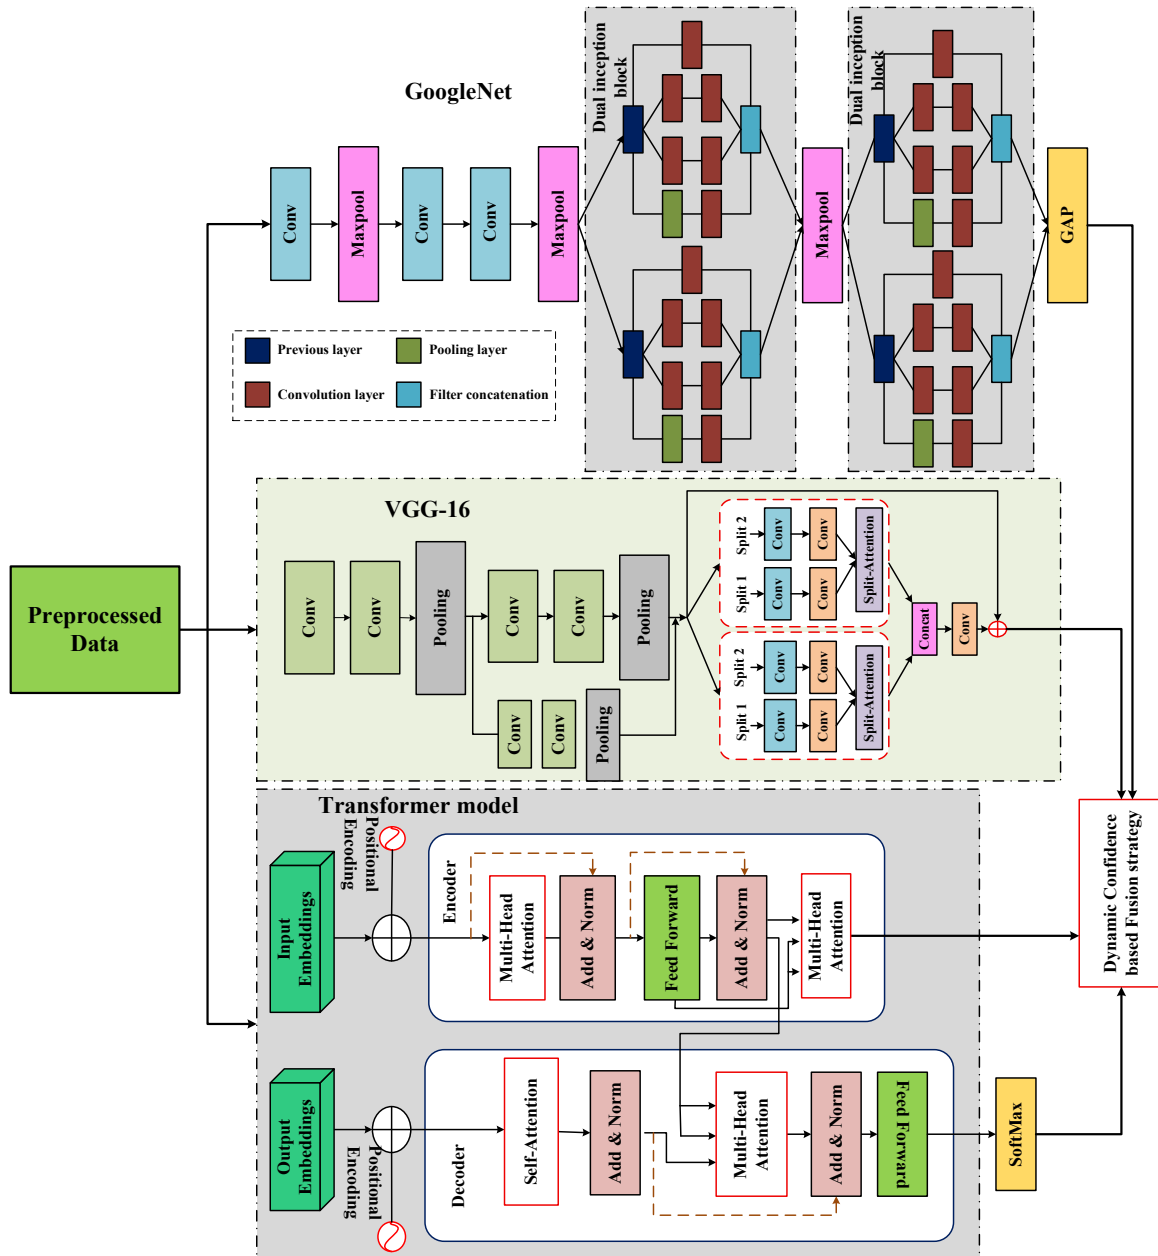 GoogleNet
Conv
Maxpool
Conv
Conv
Maxpool
Dual inception
block
Maxpool
Dual inception
block
GAP
Previous layer
Pooling layer
Convolution layer
Filter concatenation
Preprocessed
Data
VGG-16
Conv
Conv
Pooling
Conv
Conv
Pooling
Conv
Conv
Pooling
Split 2
Conv
Conv
Split 1
Conv
Conv
Split-Attention
Split 2
Conv
Conv
Split 1
Conv
Conv
Split-Attention
Concat
Conv
Transformer model
Input
Embeddings
Positional
Encoding
Encoder
Multi-Head
Attention
Add & Norm
Feed Forward
Add & Norm
Multi-Head
Attention
Output
Embeddings
Positional
Encoding
Decoder
Self-Attention
Add & Norm
Multi-Head
Attention
Add & Norm
Feed Forward
SoftMax
Dynamic Confidence
based Fusion strategy